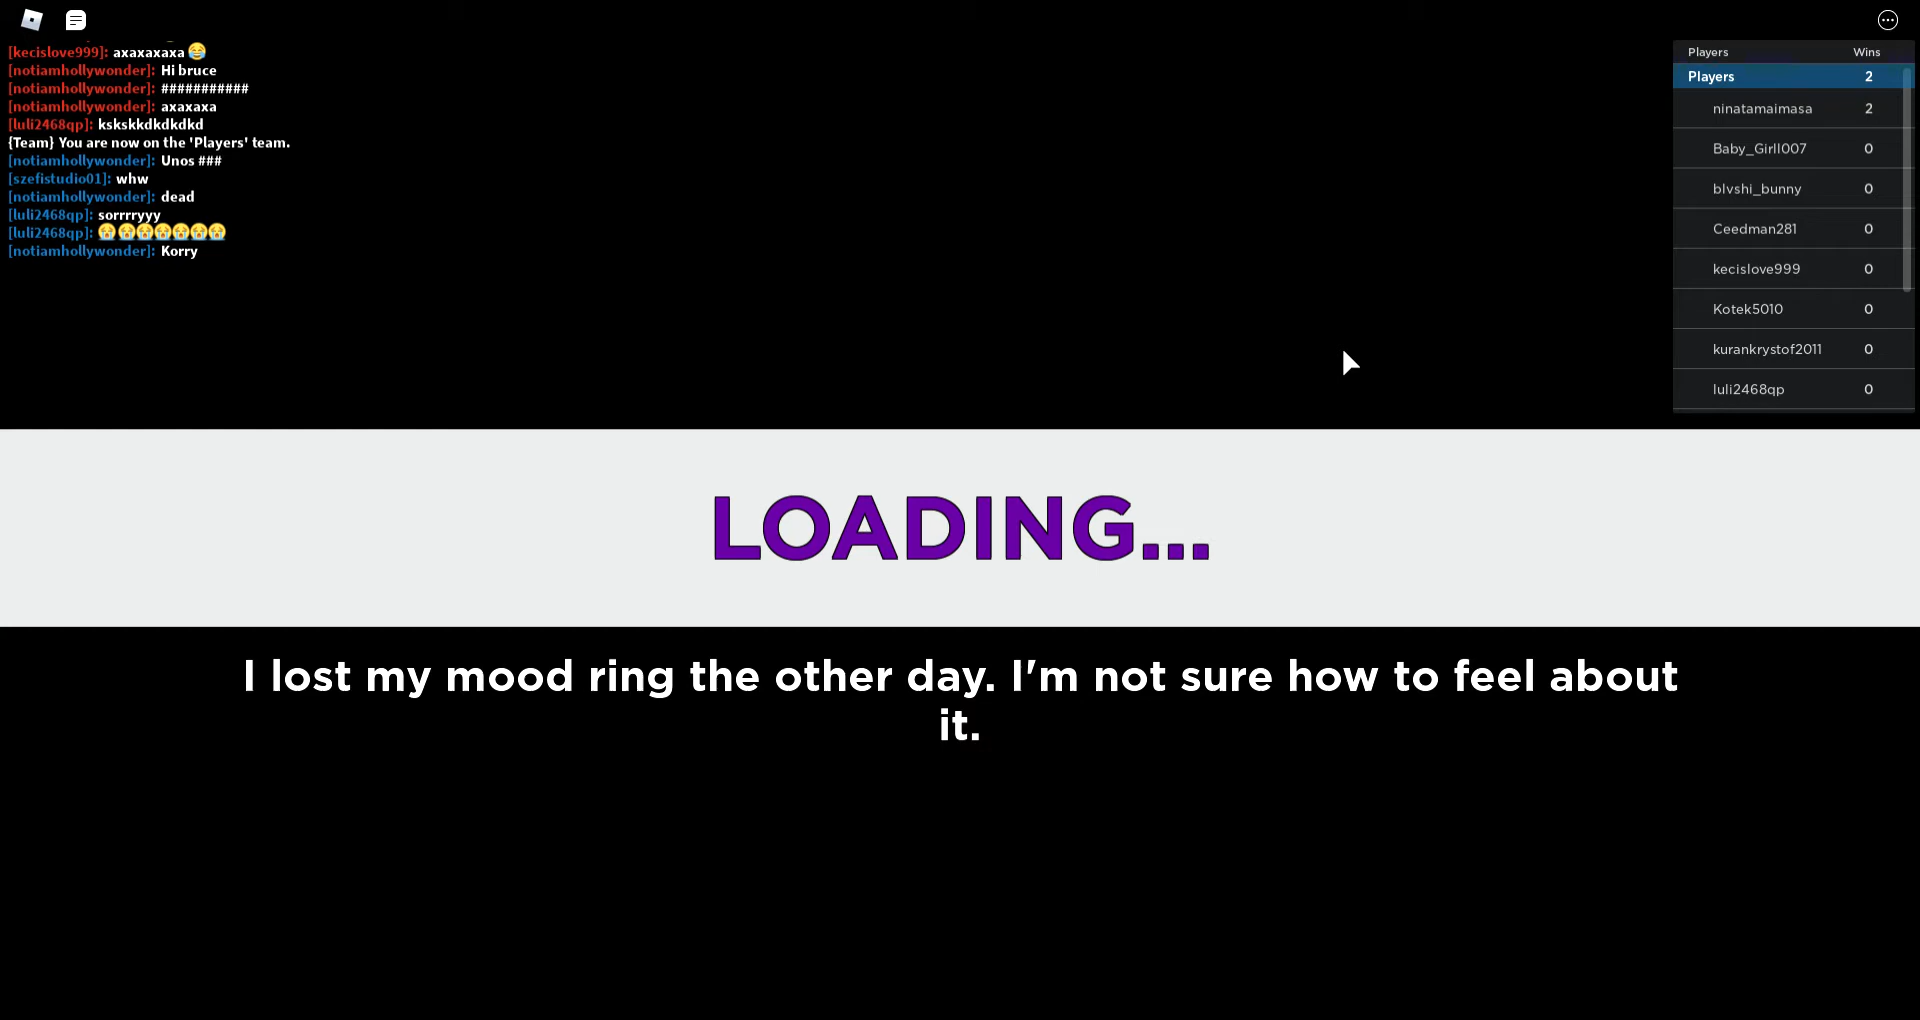 [kecislove999]: axaxaxaxa 😂
[notiamhollywonder]: Hi bruce
[notiamhollywonder]: ###########
[notiamhollywonder]: axaxaxa
[luli2468qp]: kskskkdkdkdkd
{Team} You are now on the 'Players' team.
[notiamhollywonder]: Unos ###
[szefistudio01]: whw
[notiamhollywonder]: dead
[luli2468qp]: sorrrryyy
[luli2468qp]: 😭😭😭😭😭😭😭
[notiamhollywonder]: Korry
Players Wins
Players 2
ninatamaimasa 2
Baby_Girll007 0
blvshi_bunny 0
Ceedman281 0
kecislove999 0
Kotek5010 0
kurankrystof2011 0
luli2468qp 0
LOADING...
I lost my mood ring the other day. I'm not sure how to feel about
it.